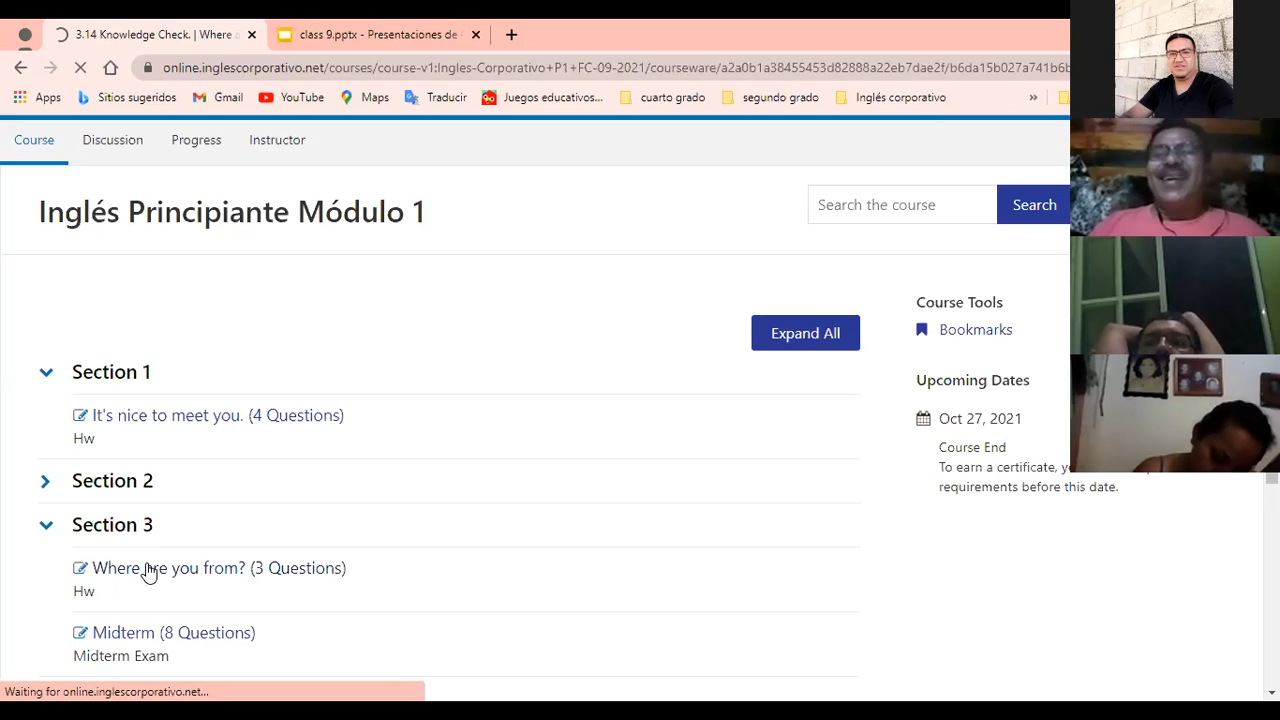 3.14 Knowledge Check. | Where
class 9.pptx - Presentaciones de
online.inglescorporativo.net/courses/course-v1:Ingles_Corporativo+P1+FC-09-2021/courseware/
Apps Sitios sugeridos Gmail YouTube Maps Traducir Juegos educativos... cuarto grado segundo grado Inglés corporativo »
Course Discussion Progress Instructor
Inglés Principiante Módulo 1
Search the course Search
Expand All
Section 1
It's nice to meet you. (4 Questions)
Hw
Section 2
Section 3
Where are you from? (3 Questions)
Hw
Midterm (8 Questions)
Midterm Exam
Course Tools
Bookmarks
Upcoming Dates
Oct 27, 2021
Course End
To earn a certificate,
requirements before this date.
Waiting for online.inglescorporativo.net...